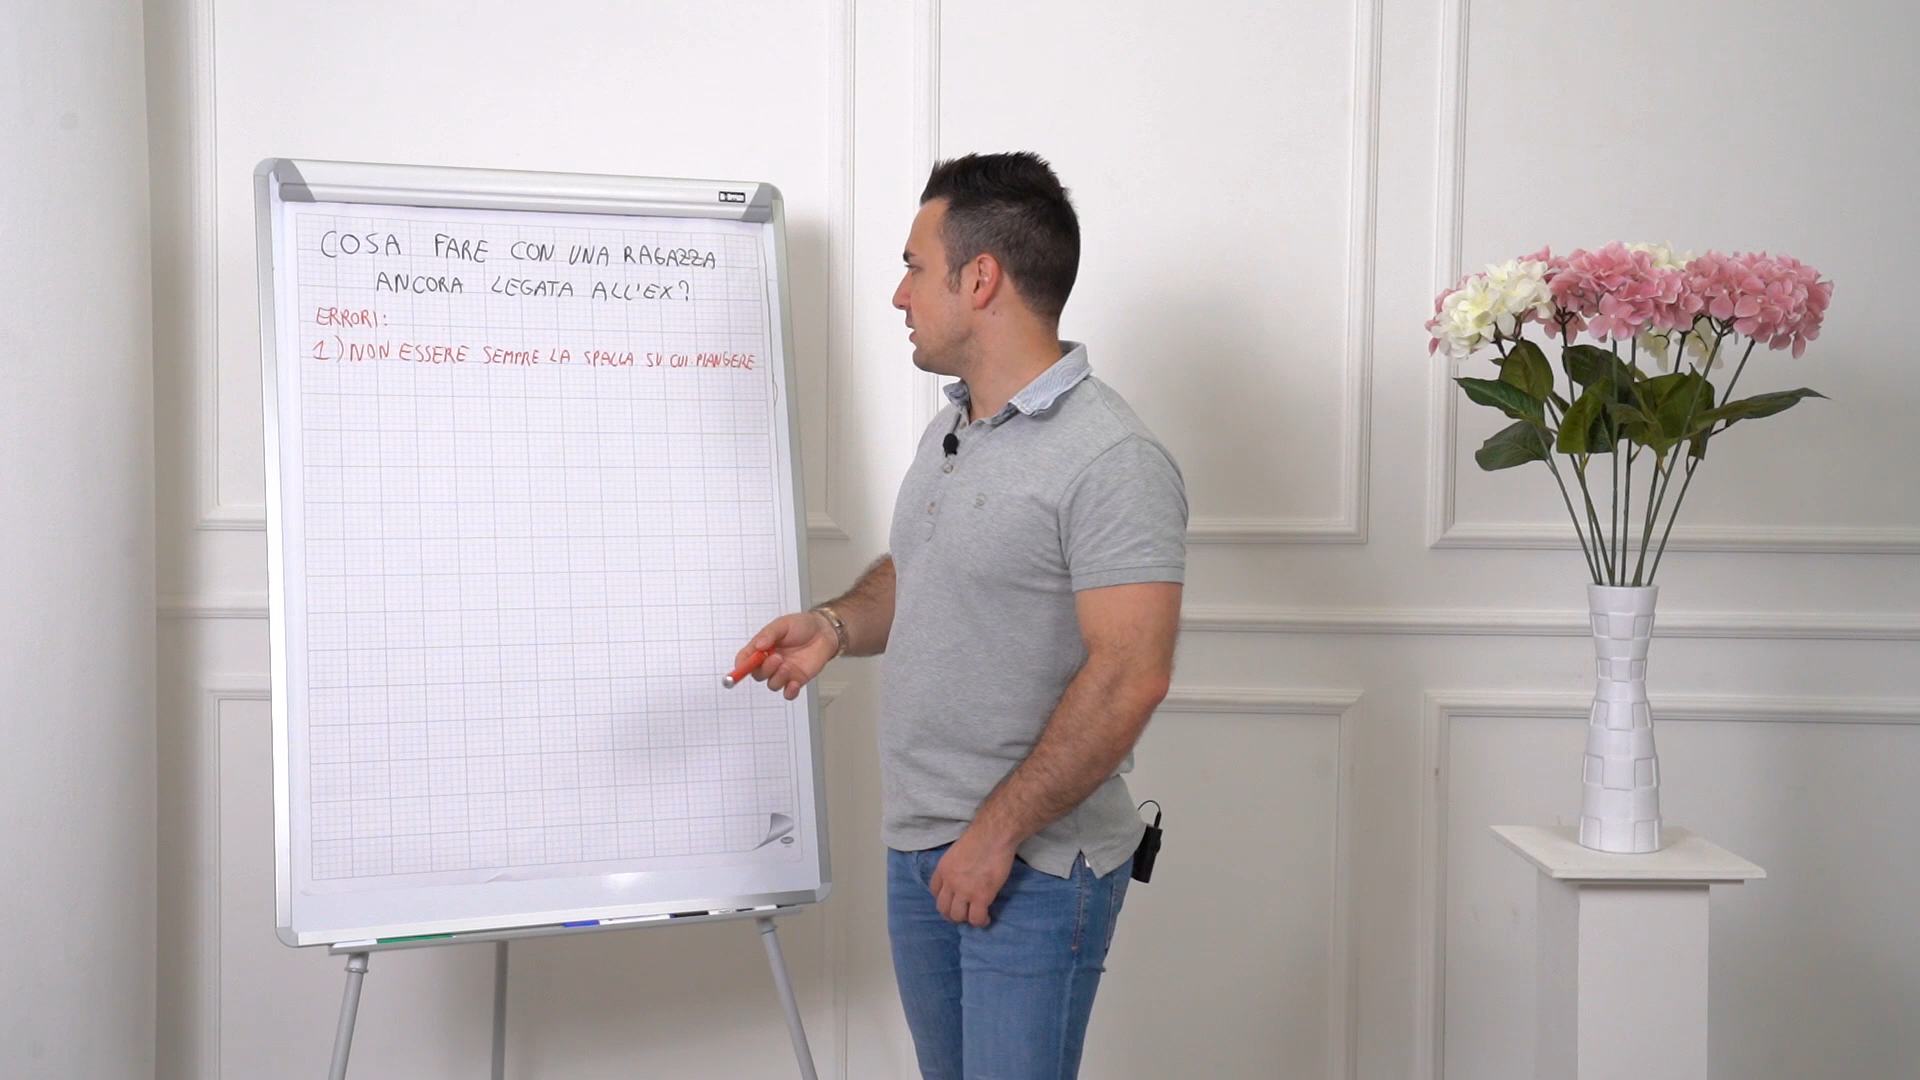 COSA FARE CON UNA RAGAZZA
ANCORA LEGATA ALL'EX?
ERRORI:
1) NON ESSERE SEMPRE LA SPALLA SU CUI PIANGERE